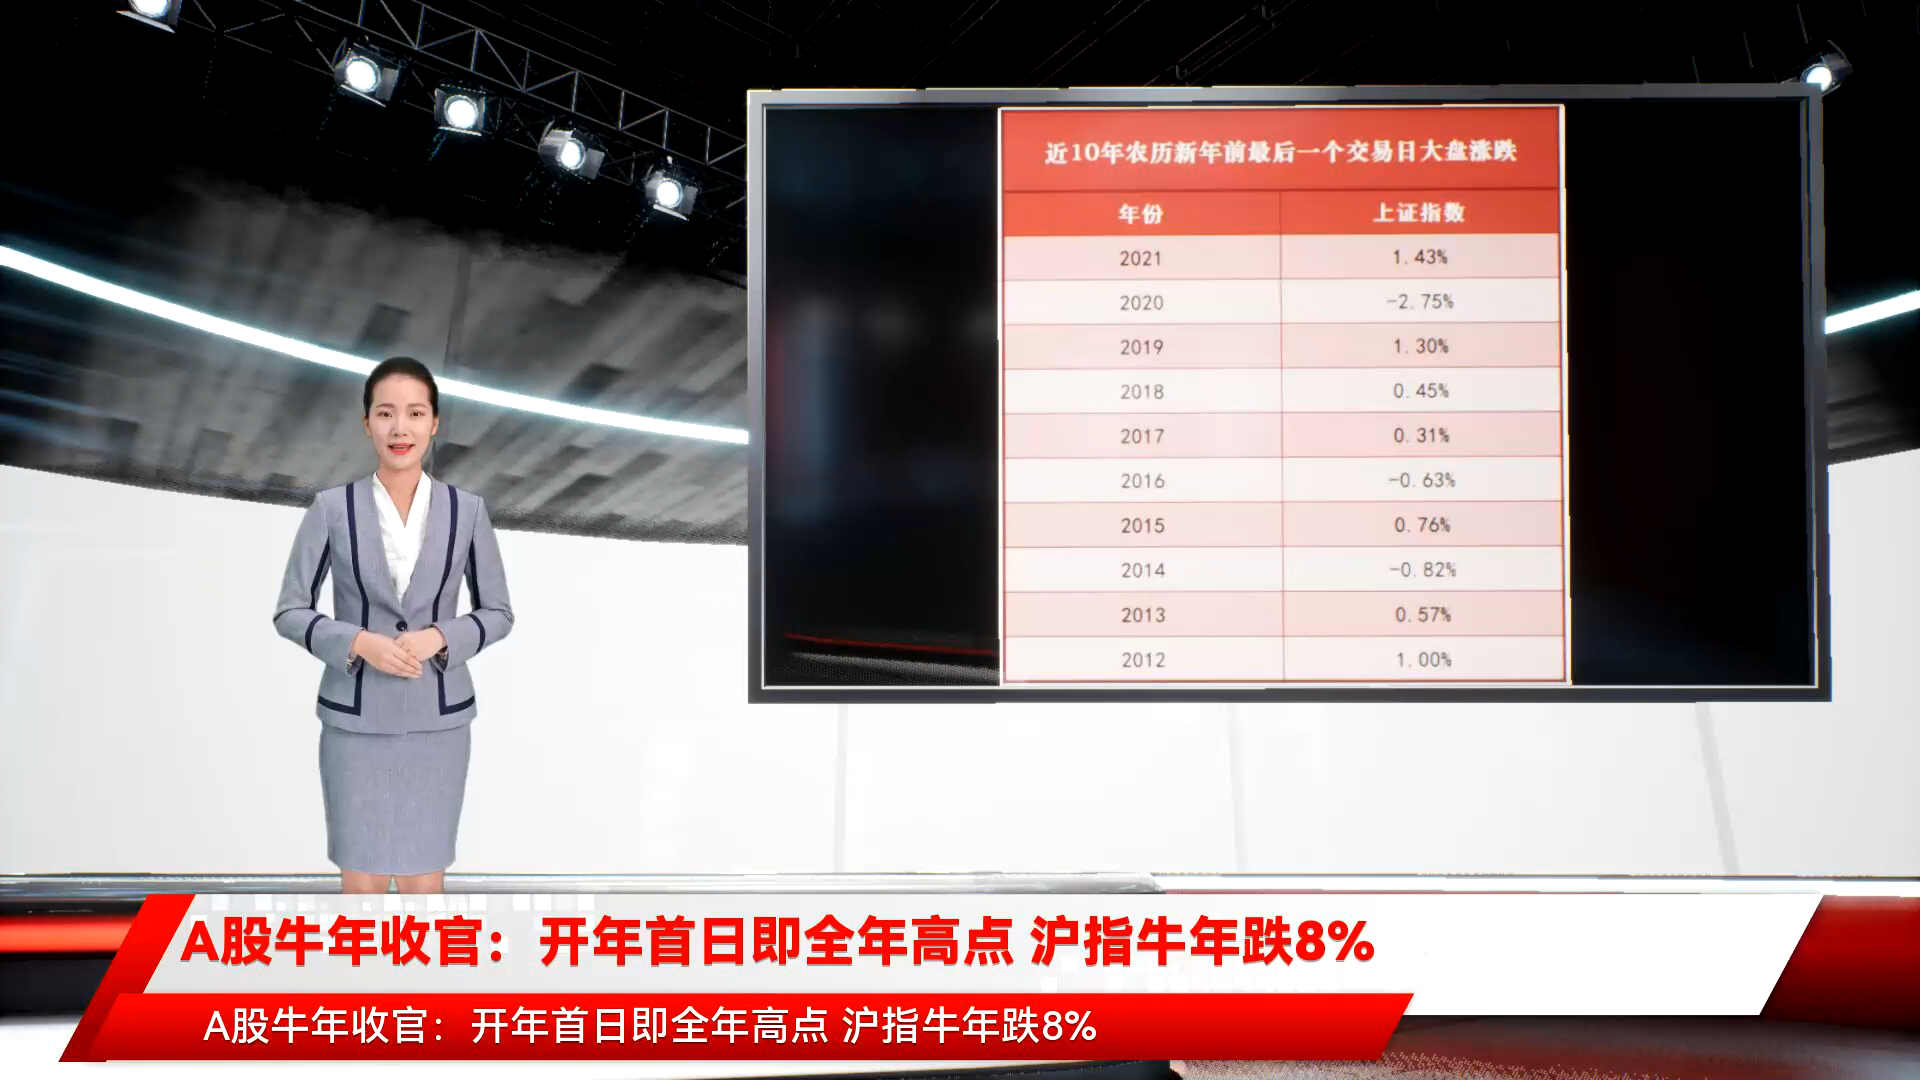 近10年农历新年前最后一个交易日大盘涨跌
年份 上证指数
2021 1.43%
2020 -2.75%
2019 1.30%
2018 0.45%
2017 0.31%
2016 -0.63%
2015 0.76%
2014 -0.82%
2013 0.57%
2012 1.00%
A股牛年收官：开年首日即全年高点 沪指牛年跌8%
A股牛年收官：开年首日即全年高点 沪指牛年跌8%